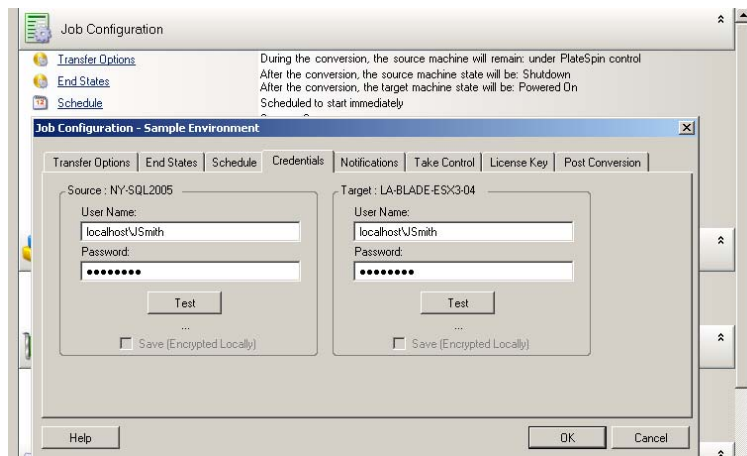 Job Configuration
Transfer Options During the conversion, the source machine will remain: under PlateSpin control
End States After the conversion, the source machine state will be: Shutdown
After the conversion, the target machine state will be: Powered On
Schedule Scheduled to start immediately
Job Configuration - Sample Environment
Transfer Options End States Schedule Credentials Notifications Take Control License Key Post Conversion
Source : NY-SQL2005 Target : LA-BLADE-ESX3-04
User Name: User Name:
localhost\JSmith localhost\JSmith
Password: Password:
●●●●●●●● ●●●●●●●●
Test Test
... ...
Save (Encrypted Locally) Save (Encrypted Locally)
Help OK Cancel